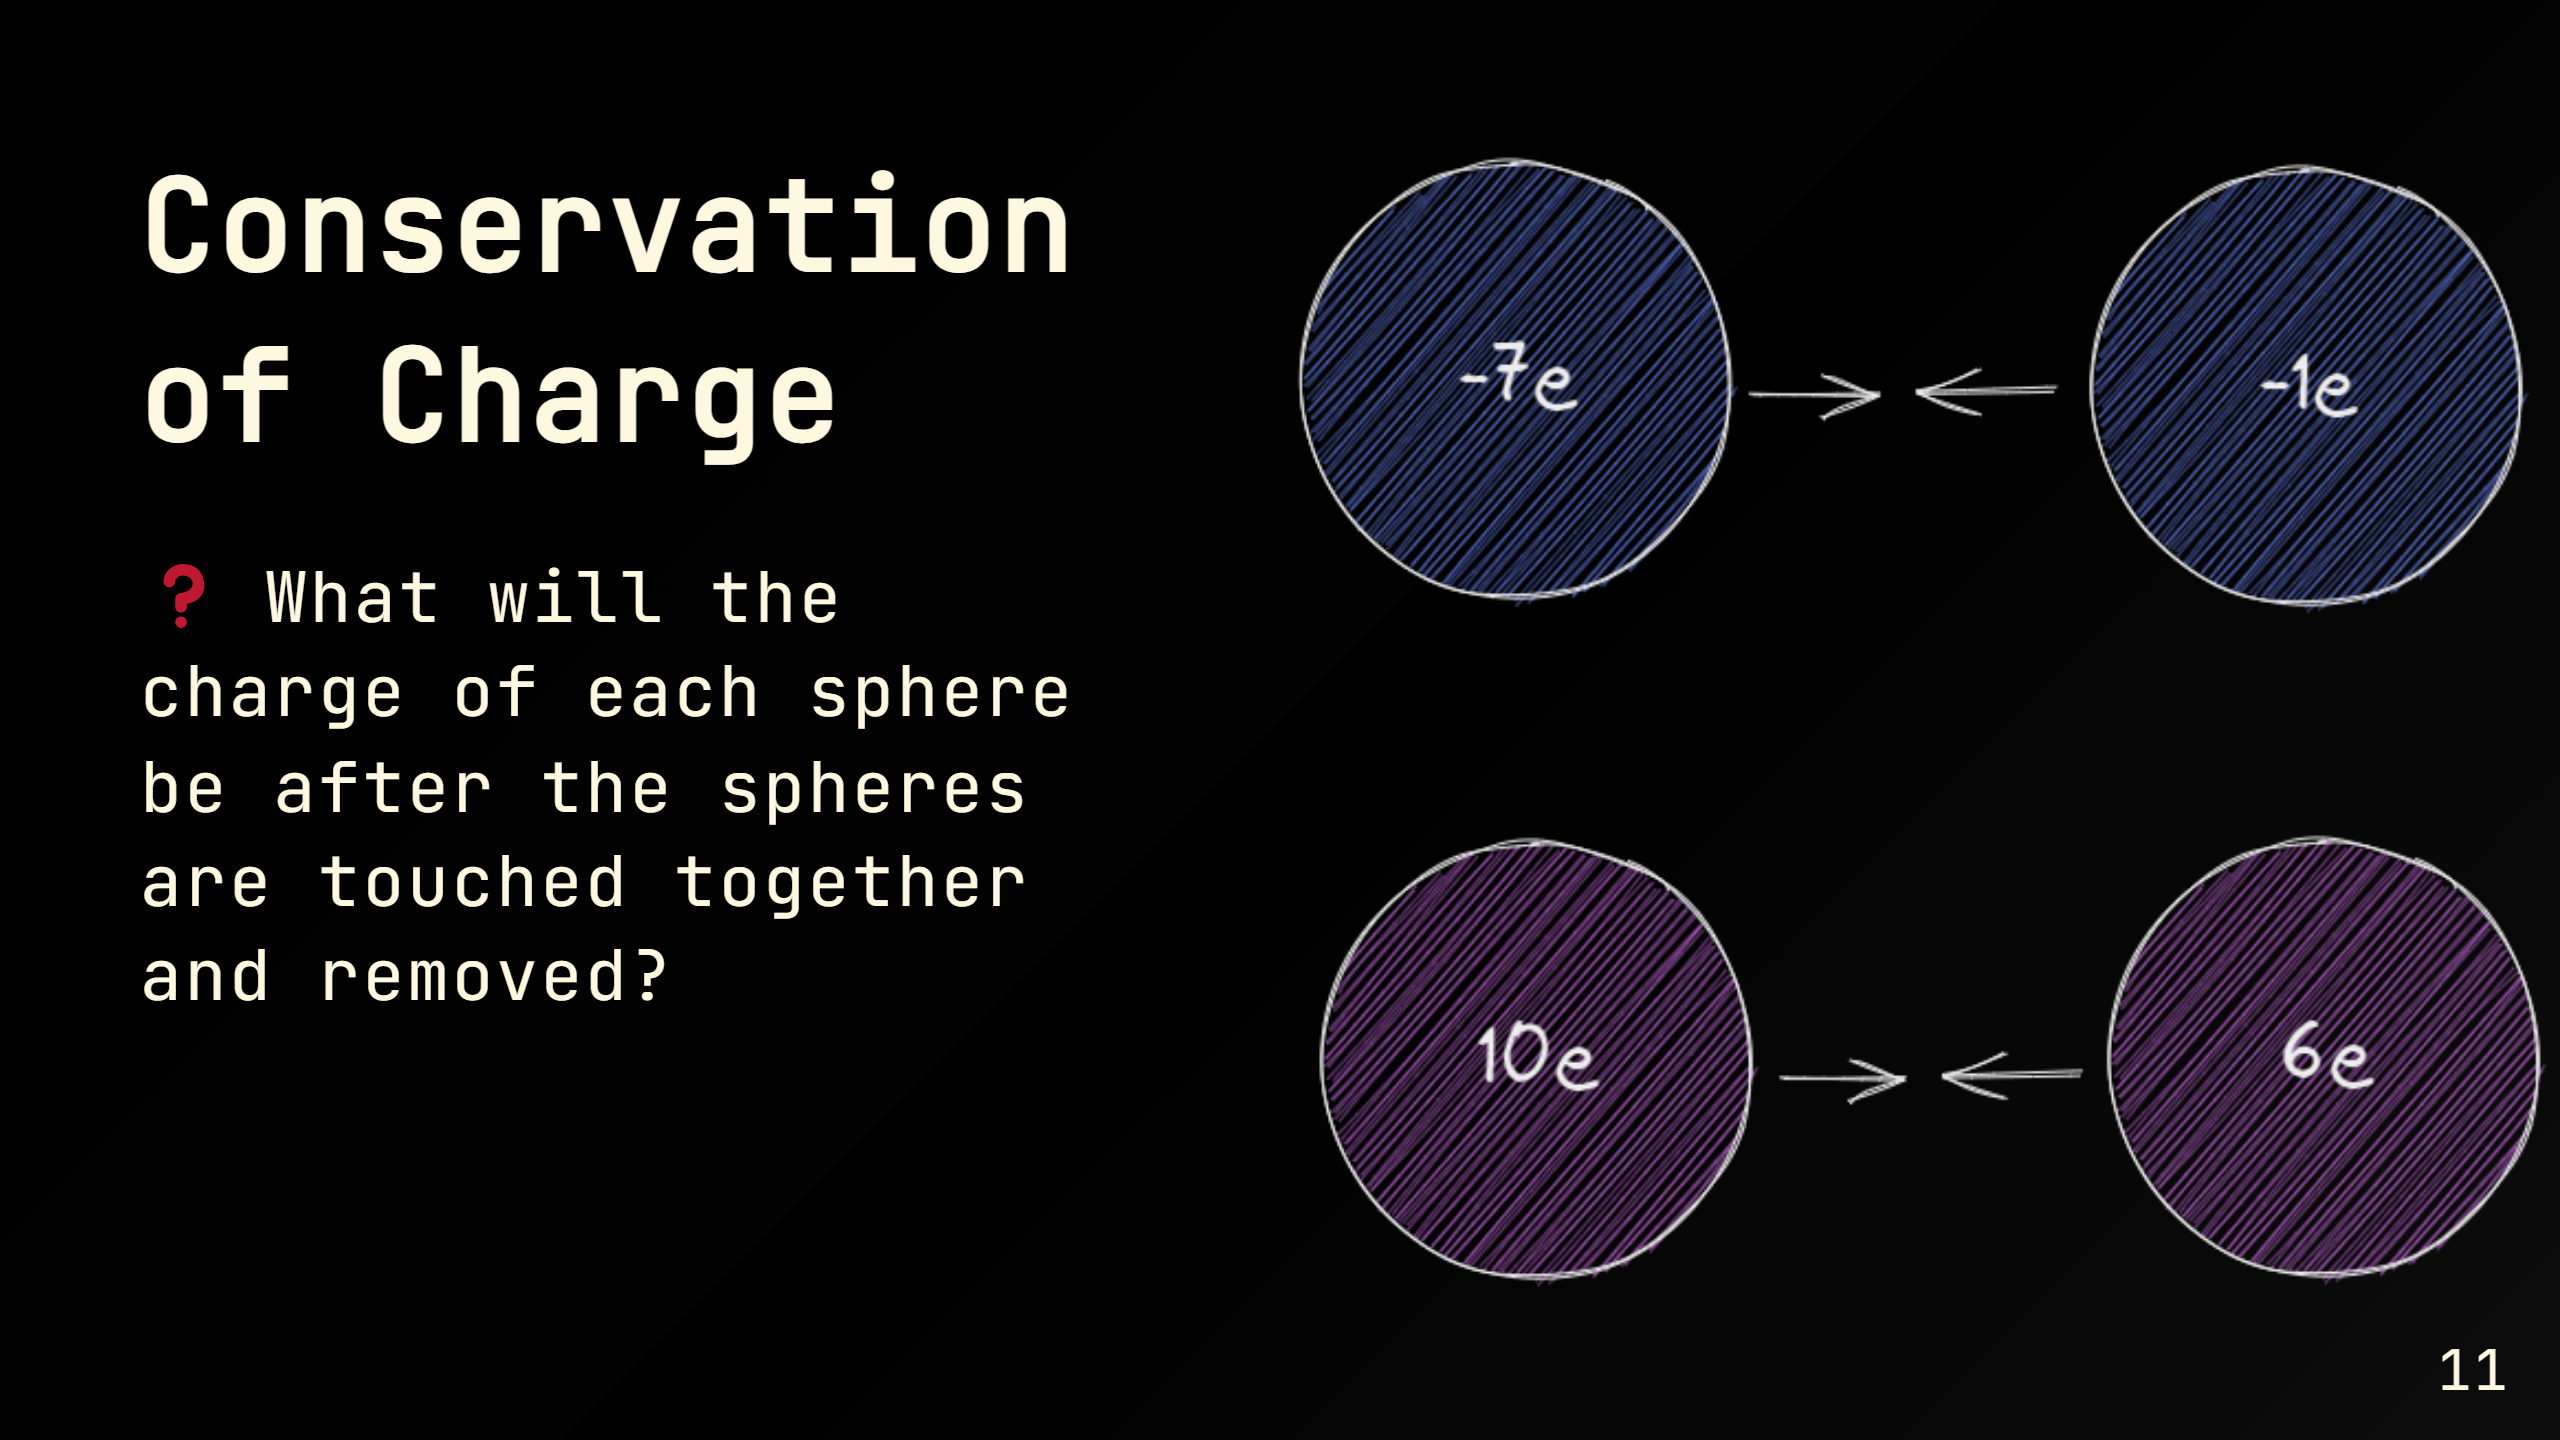 Conservation
of Charge
❓ What will the
charge of each sphere
be after the spheres
are touched together
and removed?
-7e
-1e
10e
6e
11